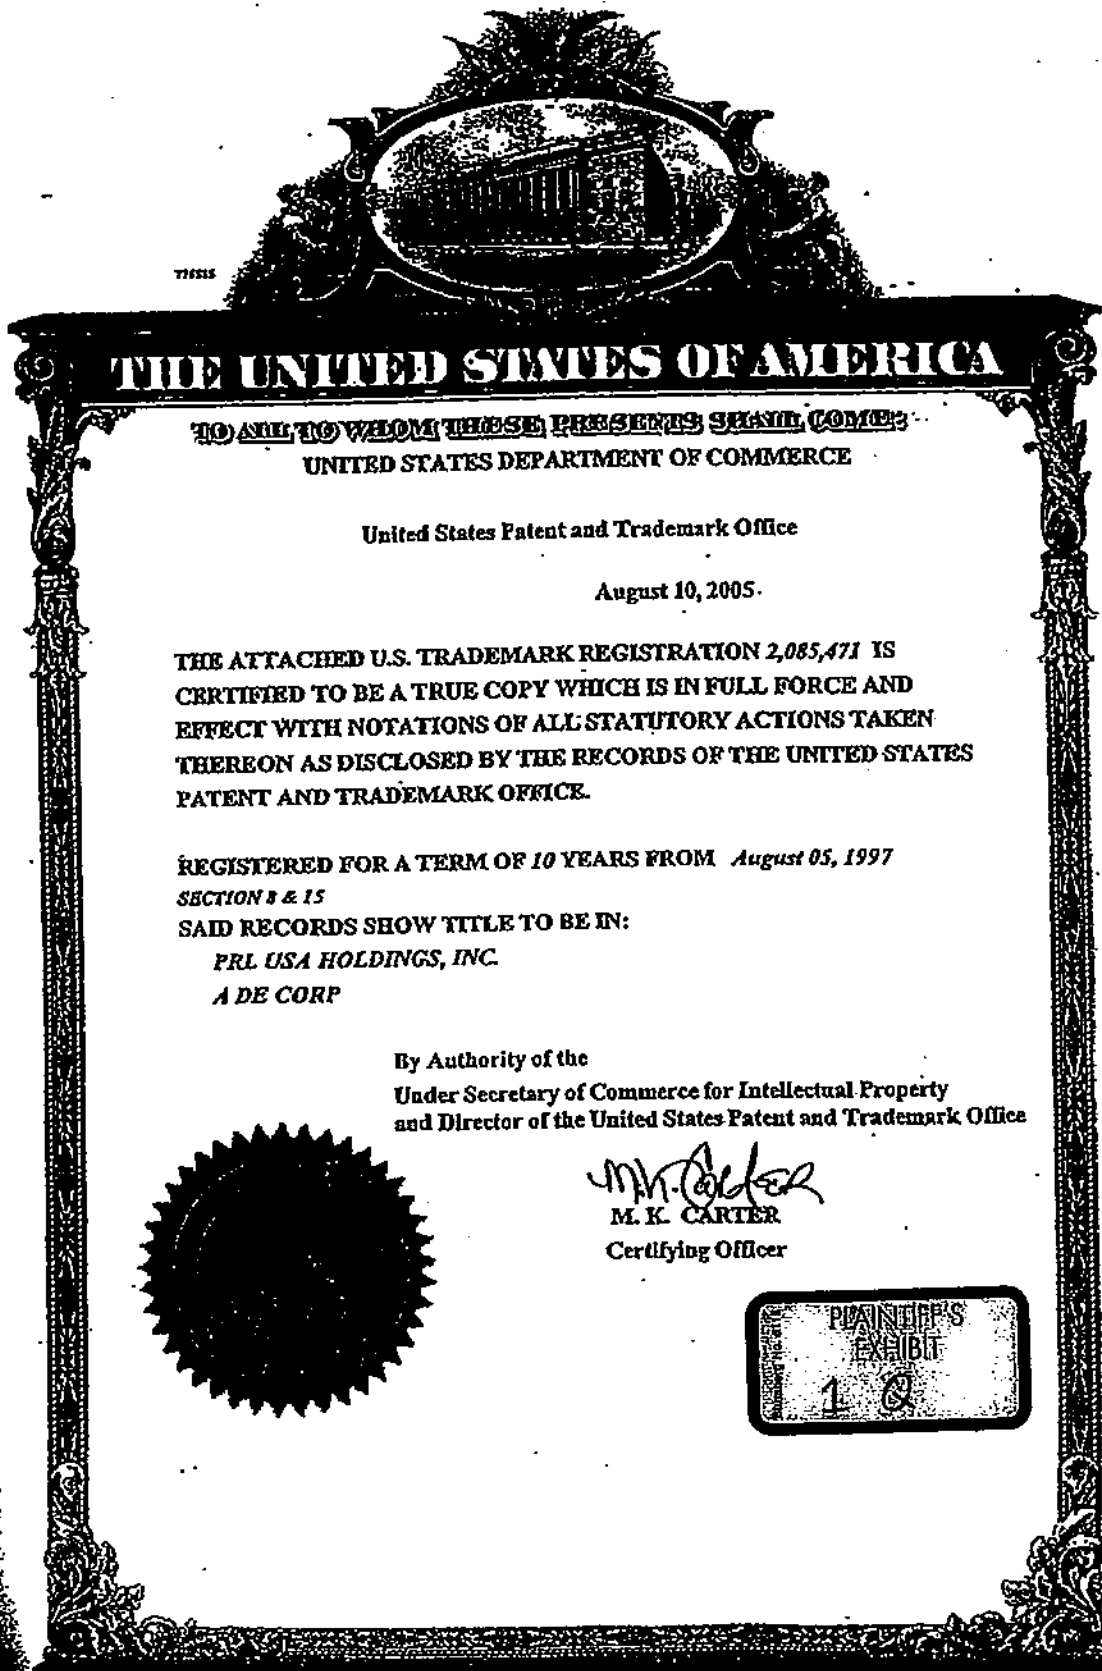 THE UNITED STATES OF AMERICA
TO ALL TO WHOM THESE PRESENTS SHALL COME:
UNITED STATES DEPARTMENT OF COMMERCE
United States Patent and Trademark Office
August 10, 2005
THE ATTACHED U.S. TRADEMARK REGISTRATION 2,085,471 IS
CERTIFIED TO BE A TRUE COPY WHICH IS IN FULL FORCE AND
EFFECT WITH NOTATIONS OF ALL STATUTORY ACTIONS TAKEN
THEREON AS DISCLOSED BY THE RECORDS OF THE UNITED STATES
PATENT AND TRADEMARK OFFICE.
REGISTERED FOR A TERM OF 10 YEARS FROM August 05, 1997
SECTION 8 & 15
SAID RECORDS SHOW TITLE TO BE IN:
PRL USA HOLDINGS, INC.
A DE CORP
By Authority of the
Under Secretary of Commerce for Intellectual Property
and Director of the United States Patent and Trademark Office
M. K. CARTER
Certifying Officer
PLAINTIFF'S
EXHIBIT
1 Q